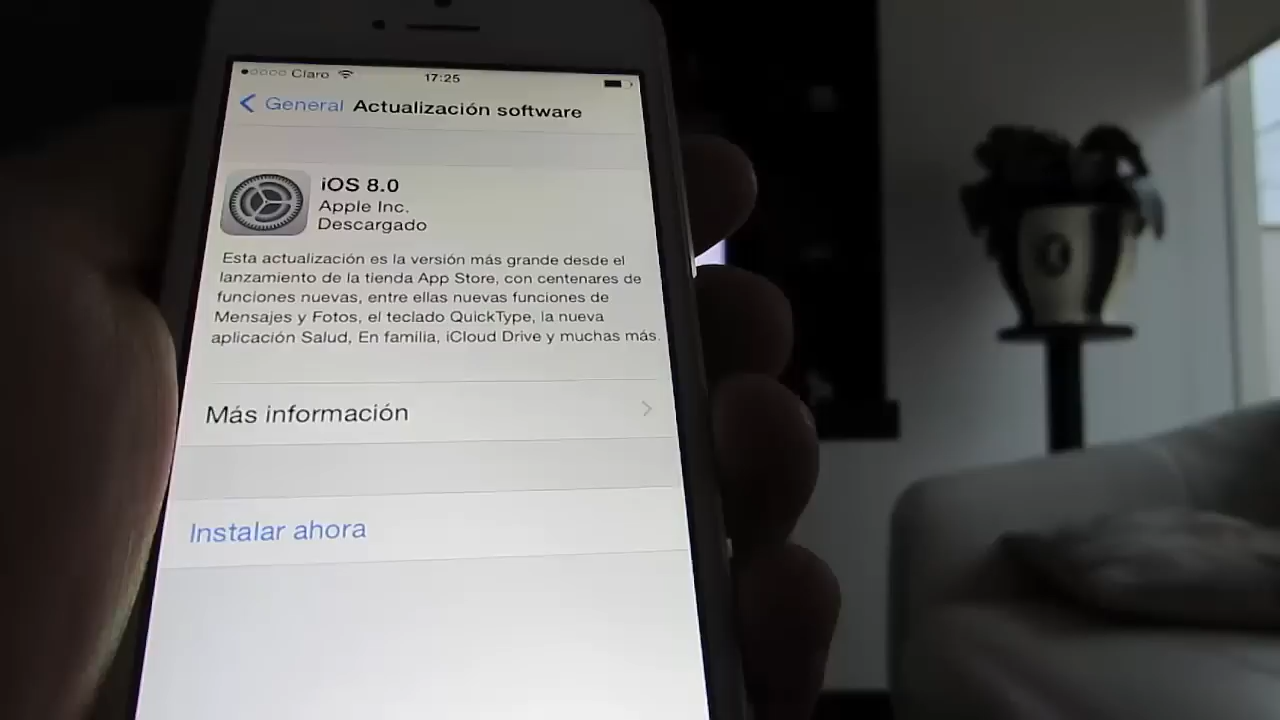 Claro 17:25
General Actualización software
iOS 8.0
Apple Inc.
Descargado
Esta actualización es la versión más grande desde el
lanzamiento de la tienda App Store, con centenares de
funciones nuevas, entre ellas nuevas funciones de
Mensajes y Fotos, el teclado QuickType, la nueva
aplicación Salud, En familia, iCloud Drive y muchas más.
Más información
Instalar ahora